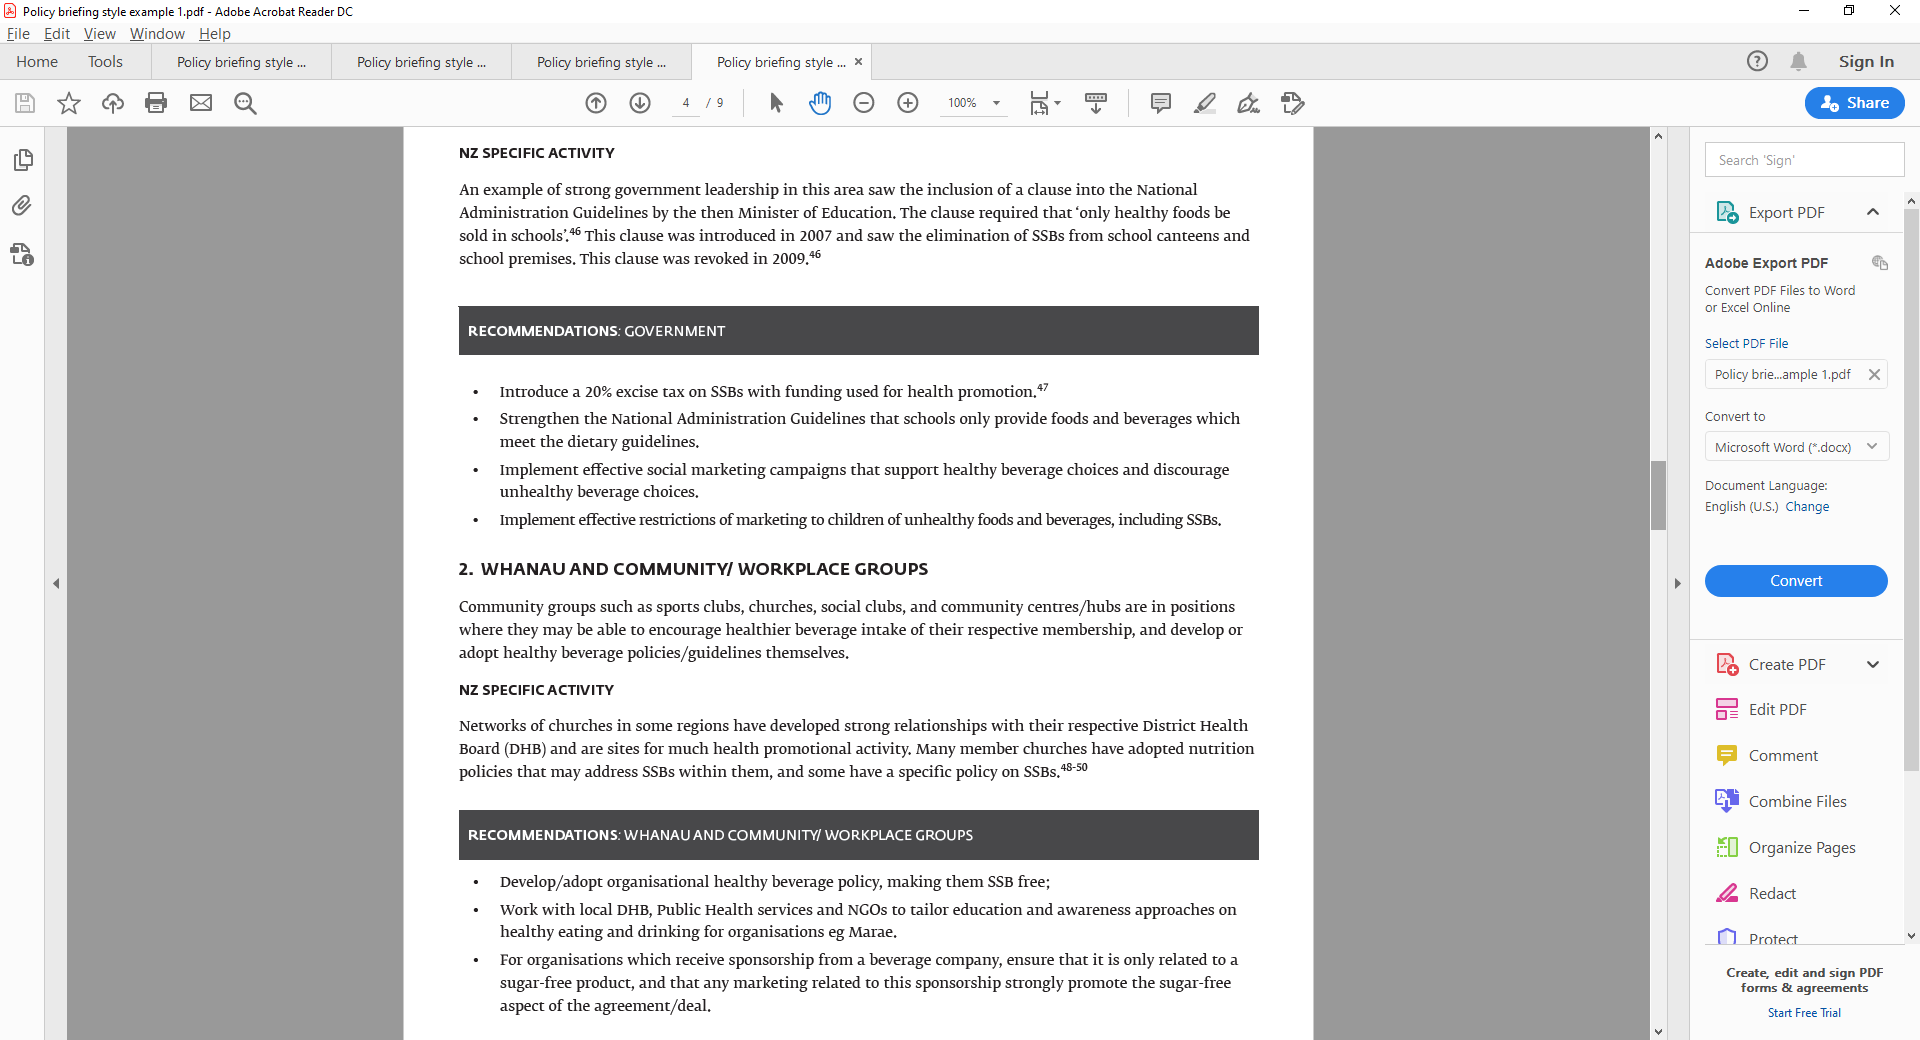 Policy briefing style example 1.pdf - Adobe Acrobat Reader DC
File Edit View Window Help
Home Tools Policy briefing style ... Policy briefing style ... Policy briefing style ... Policy briefing style ... Sign In
4 / 9 100% Share
NZ SPECIFIC ACTIVITY
An example of strong government leadership in this area saw the inclusion of a clause into the National
Administration Guidelines by the then Minister of Education. The clause required that ‘only healthy foods be
sold in schools’.46 This clause was introduced in 2007 and saw the elimination of SSBs from school canteens and
school premises. This clause was revoked in 2009.46
RECOMMENDATIONS: GOVERNMENT
• Introduce a 20% excise tax on SSBs with funding used for health promotion.47
• Strengthen the National Administration Guidelines that schools only provide foods and beverages which
meet the dietary guidelines.
• Implement effective social marketing campaigns that support healthy beverage choices and discourage
unhealthy beverage choices.
• Implement effective restrictions of marketing to children of unhealthy foods and beverages, including SSBs.
2. WHANAU AND COMMUNITY/ WORKPLACE GROUPS
Community groups such as sports clubs, churches, social clubs, and community centres/hubs are in positions
where they may be able to encourage healthier beverage intake of their respective membership, and develop or
adopt healthy beverage policies/guidelines themselves.
NZ SPECIFIC ACTIVITY
Networks of churches in some regions have developed strong relationships with their respective District Health
Board (DHB) and are sites for much health promotional activity. Many member churches have adopted nutrition
policies that may address SSBs within them, and some have a specific policy on SSBs.48-50
RECOMMENDATIONS: WHANAU AND COMMUNITY/ WORKPLACE GROUPS
• Develop/adopt organisational healthy beverage policy, making them SSB free;
• Work with local DHB, Public Health services and NGOs to tailor education and awareness approaches on
healthy eating and drinking for organisations eg Marae.
• For organisations which receive sponsorship from a beverage company, ensure that it is only related to a
sugar-free product, and that any marketing related to this sponsorship strongly promote the sugar-free
aspect of the agreement/deal.
Search 'Sign'
Export PDF
Adobe Export PDF
Convert PDF Files to Word
or Excel Online
Select PDF File
Policy brie...ample 1.pdf
Convert to
Microsoft Word (*.docx)
Document Language:
English (U.S.) Change
Convert
Create PDF
Edit PDF
Comment
Combine Files
Organize Pages
Redact
Protect
Create, edit and sign PDF
forms & agreements
Start Free Trial